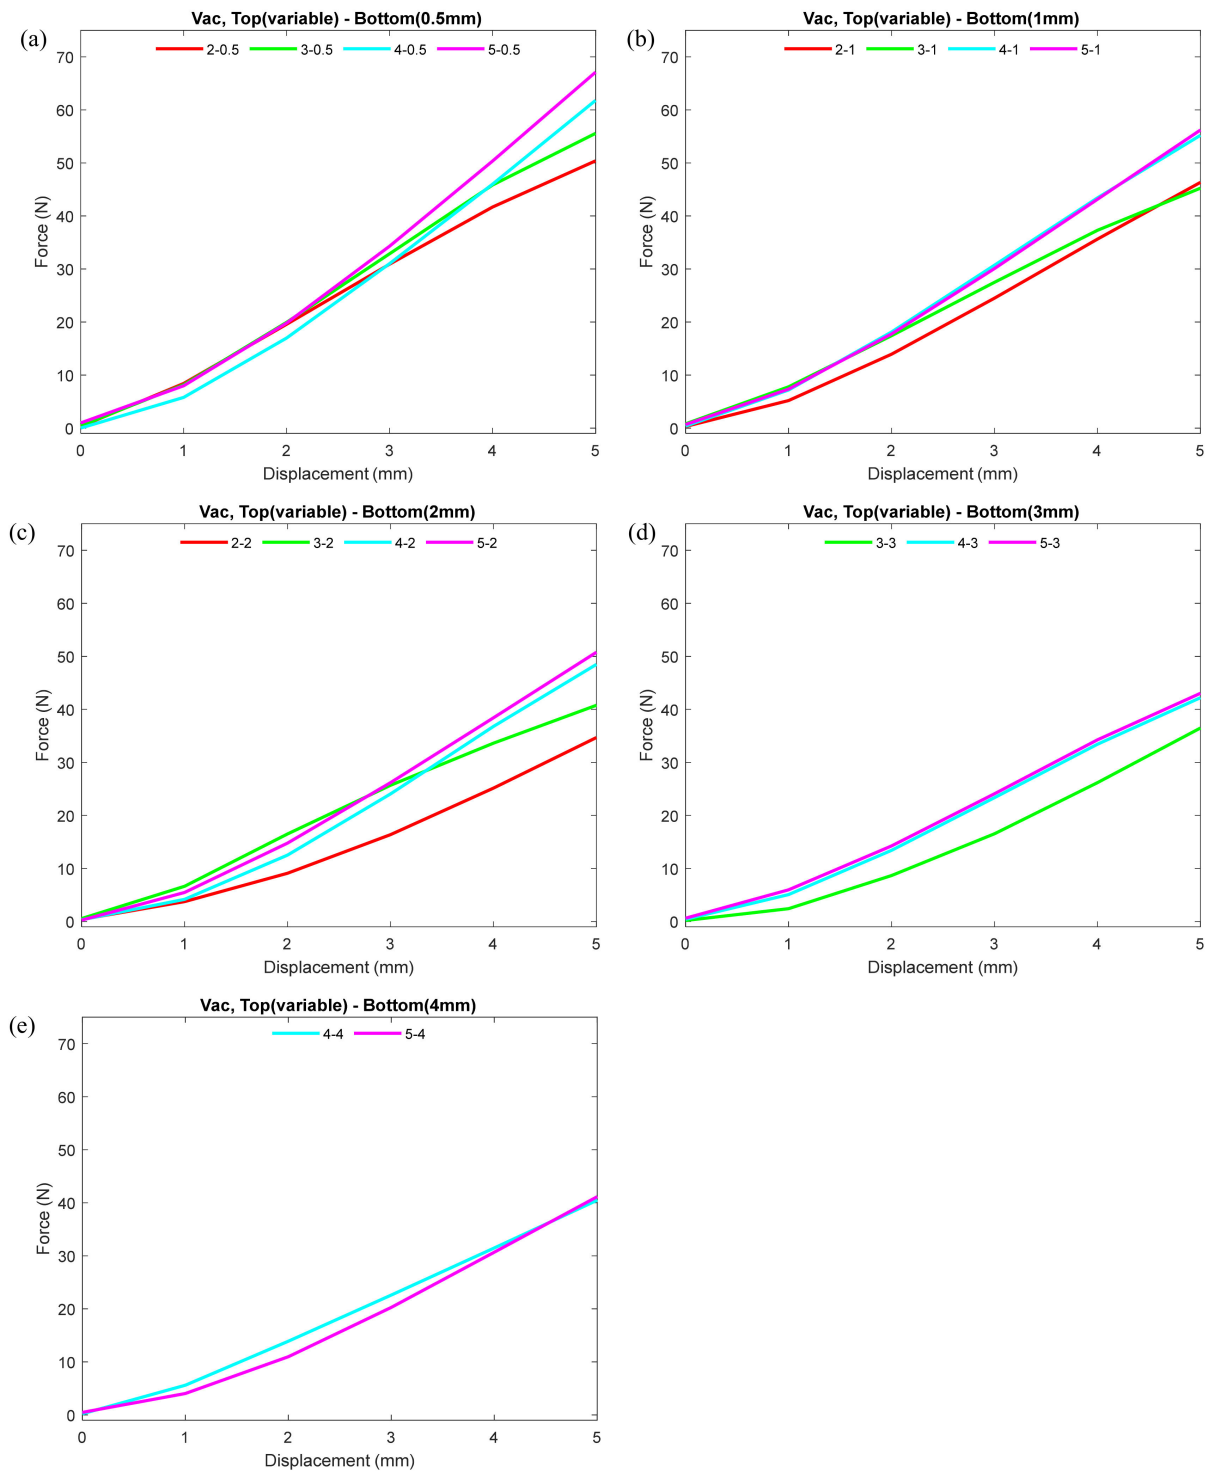 (a)
Vac, Top(variable) - Bottom(0.5mm)
2-0.5 3-0.5 4-0.5 5-0.5
70
60
50
40
30
20
10
0
Force (N)
0 1 2 3 4 5
Displacement (mm)
(b)
Vac, Top(variable) - Bottom(1mm)
2-1 3-1 4-1 5-1
70
60
50
40
30
20
10
0
Force (N)
0 1 2 3 4 5
Displacement (mm)
(c)
Vac, Top(variable) - Bottom(2mm)
2-2 3-2 4-2 5-2
70
60
50
40
30
20
10
0
Force (N)
0 1 2 3 4 5
Displacement (mm)
(d)
Vac, Top(variable) - Bottom(3mm)
3-3 4-3 5-3
70
60
50
40
30
20
10
0
Force (N)
0 1 2 3 4 5
Displacement (mm)
(e)
Vac, Top(variable) - Bottom(4mm)
4-4 5-4
70
60
50
40
30
20
10
0
Force (N)
0 1 2 3 4 5
Displacement (mm)